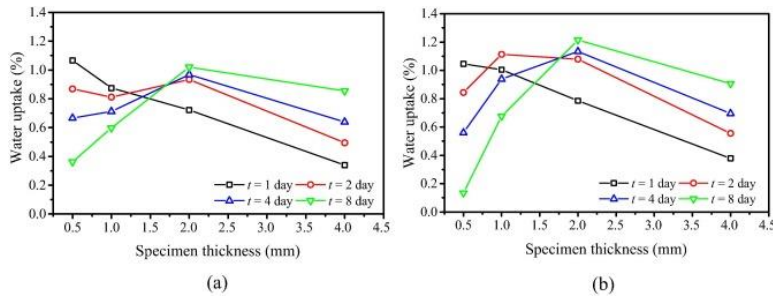 (a)
1.4
1.2
1.0
0.8
0.6
0.4
0.2
0.0
Water uptake (%)
t = 1 day t = 2 day
t = 4 day t = 8 day
0.5 1.0 1.5 2.0 2.5 3.0 3.5 4.0 4.5
Specimen thickness (mm)
(a)
b)
1.4
1.2
1.0
0.8
0.6
0.4
0.2
0.0
Water uptake (%)
t = 1 day t = 2 day
t = 4 day t = 8 day
0.5 1.0 1.5 2.0 2.5 3.0 3.5 4.0 4.5
Specimen thickness (mm)
(b)